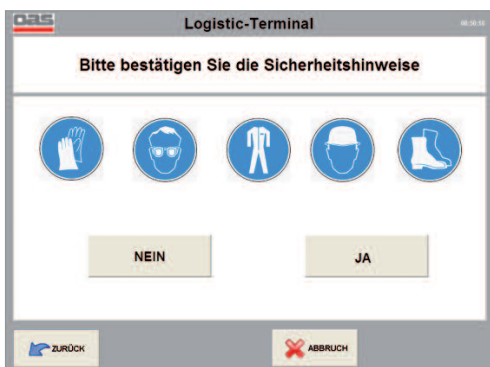 oas
Logistic-Terminal
Bitte bestätigen Sie die Sicherheitshinweise
NEIN
JA
ZURÜCK
ABBRUCH